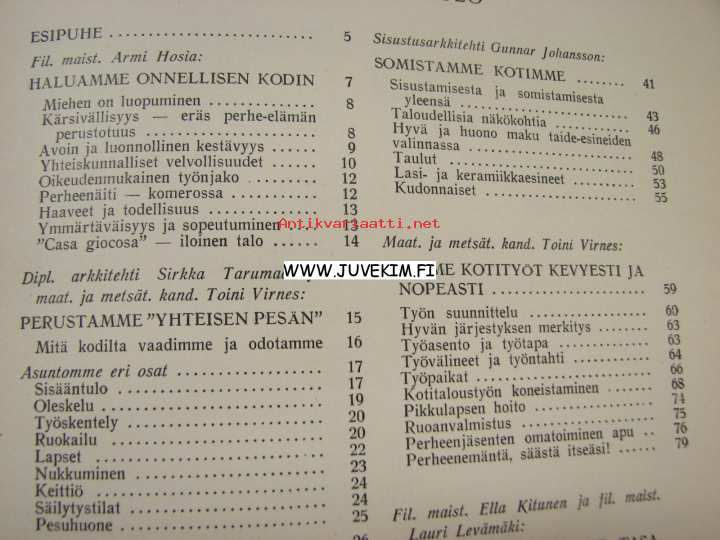 ESIPUHE 5
Fil. maist. Armi Hosia:
HALUAMME ONNELLISEN KODIN 7
Miehen on luopuminen 8
Kärsivällisyys — eräs perhe-elämän
perustotuus 8
Avoin ja luonnollinen kestävyys 9
Yhteiskunnalliset velvollisuudet 10
Oikeudenmukainen työnjako 12
Perheenäiti — komerossa 12
Haaveet ja todellisuus 13
Ymmärtäväisyys ja sopeutuminen 13
"Casa giocosa" — iloinen talo 14
Dipl. arkkitehti Sirkka
maat. ja metsät. kand. Toini Virnes:
PERUSTAMME "YHTEISEN PESÄN" 15
Mitä kodilta vaadimme ja odotamme 16
Asuntomme eri osat 17
Sisääntulo 17
Oleskelu 19
Työskentely 20
Ruokailu 20
Lapset 22
Nukkuminen 23
Keittiö 24
Säilytystilat 24
Pesuhuone 25
Sisustusarkkitehti Gunnar Johansson:
SOMISTAMME KOTIMME 41
Sisustamisesta ja somistamisesta
yleensä 43
Taloudellisia näkökohtia 46
Hyvä ja huono maku taide-esineiden
valinnassa 48
Taulut 50
Lasi- ja keramiikkaesineet 53
Kudonnaiset 55
Maat. ja metsät. kand. Toini Virnes:
KOTITYÖT KEVYESTI JA
NOPEASTI 59
Työn suunnittelu 60
Hyvän järjestyksen merkitys 63
Työasento ja työtapa 63
Työvälineet ja työntahti 64
Työpaikat 66
Kotitaloustyön koneistaminen 68
Pikkulapsen hoito 74
Ruoanvalmistus 75
Perheenjäsenten omatoiminen apu 76
Perheenemäntä, säästä itseäsi! 79
Fil. maist. Ella Kitunen ja fil. maist.
Lauri Levämäki:
Antikvariaatti.net
WWW.JUVEKIM.FI